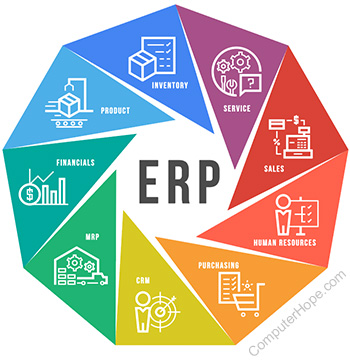 INVENTORY
SERVICE
SALES
HUMAN RESOURCES
PURCHASING
CRM
MRP
FINANCIALS
PRODUCT
ERP
ComputerHope.com